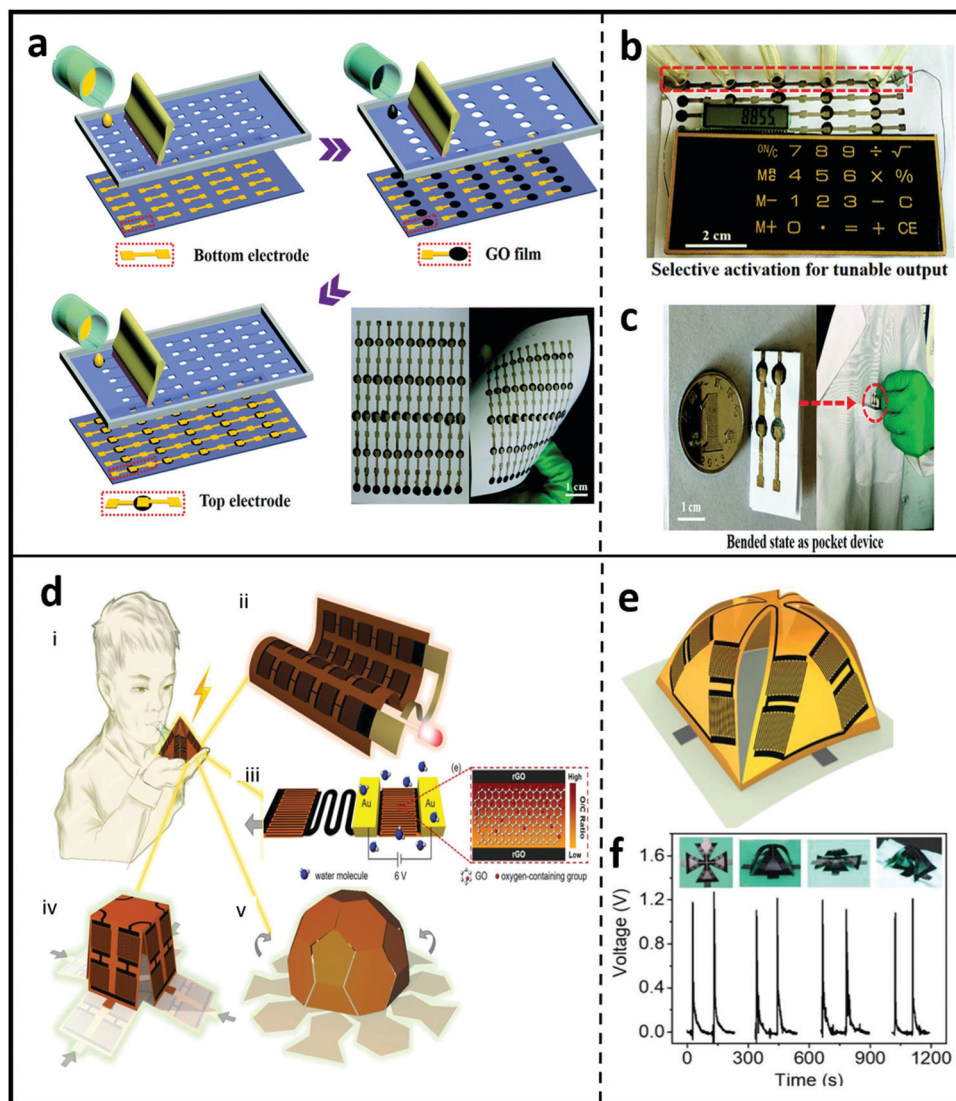 a
Bottom electrode
GO film
Top electrode
1 cm
b
8855.
ON/C 7 8 9 ÷ √
4 5 6 X %
M− 1 2 3 − C
M+ 0 · = + CE
2 cm
Selective activation for tunable output
c
1
1 cm
Bended state as pocket device
d
i
ii
iii
Au
Au
6 V
water molecule
(e)
rGO
rGO
High
O/C Ratio
Low
GO
oxygen-containing group
iv
v
e
f
Voltage (V)
1.6
1.2
0.8
0.4
0.0
0 300 600 900 1200
Time (s)